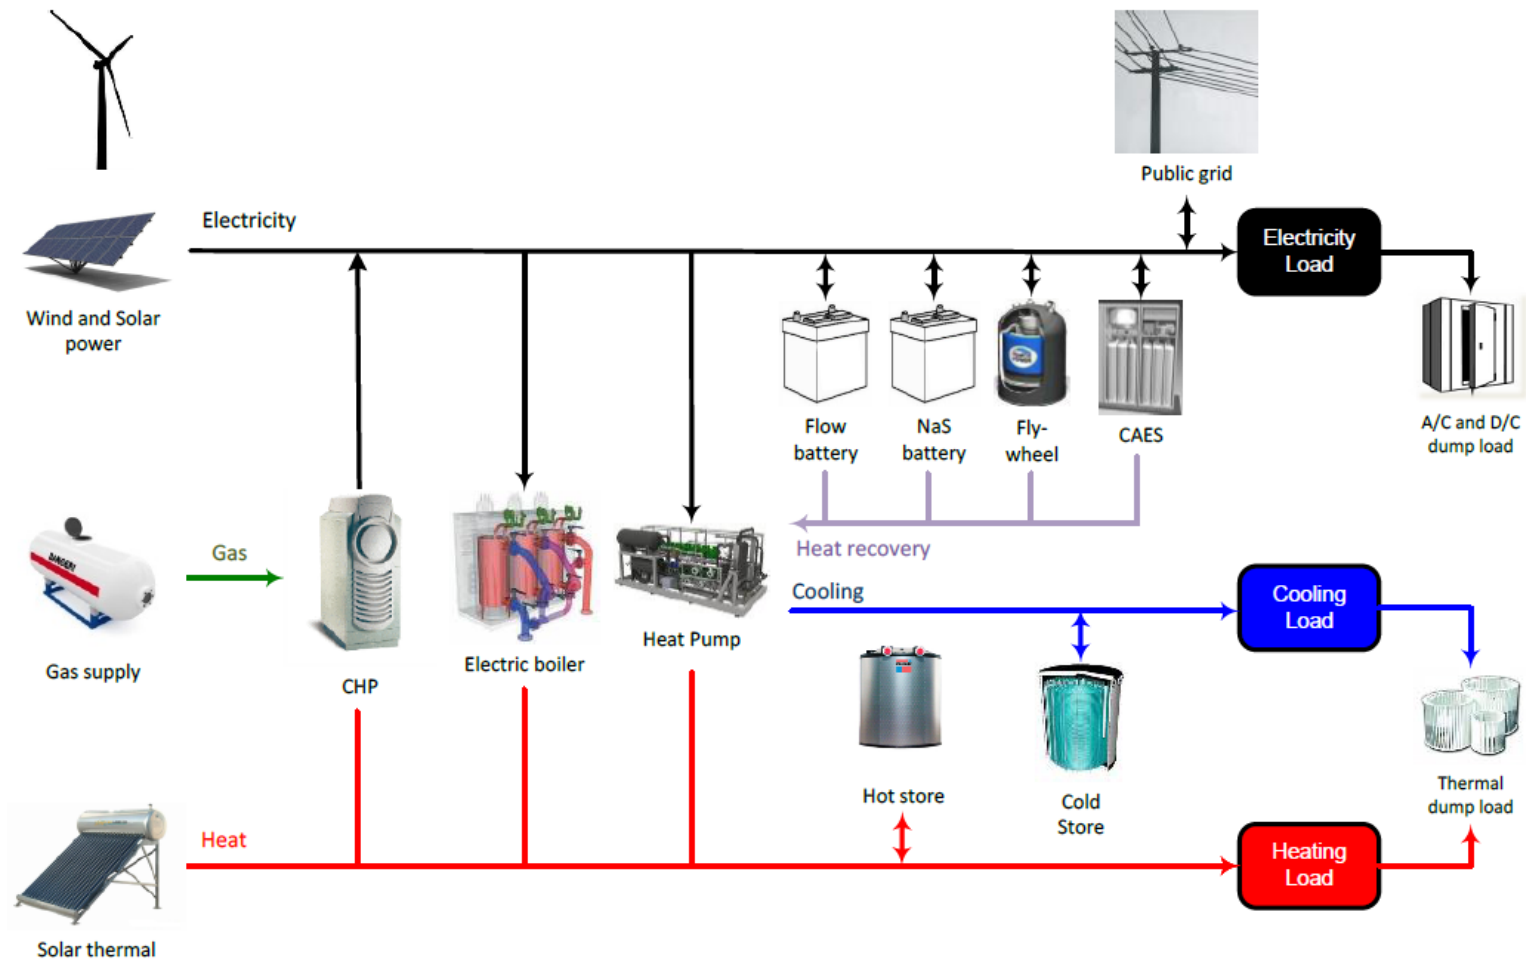 Public grid
Electricity
Electricity
Load
Wind and Solar
power
A/C and D/C
dump load
Flow
battery
NaS
battery
Fly-
wheel
CAES
Gas
DANGER!
Heat recovery
Cooling
Cooling
Load
Heat Pump
Electric boiler
Gas supply
CHP
Hot store
Cold
Store
Thermal
dump load
Heat
Heating
Load
Solar thermal